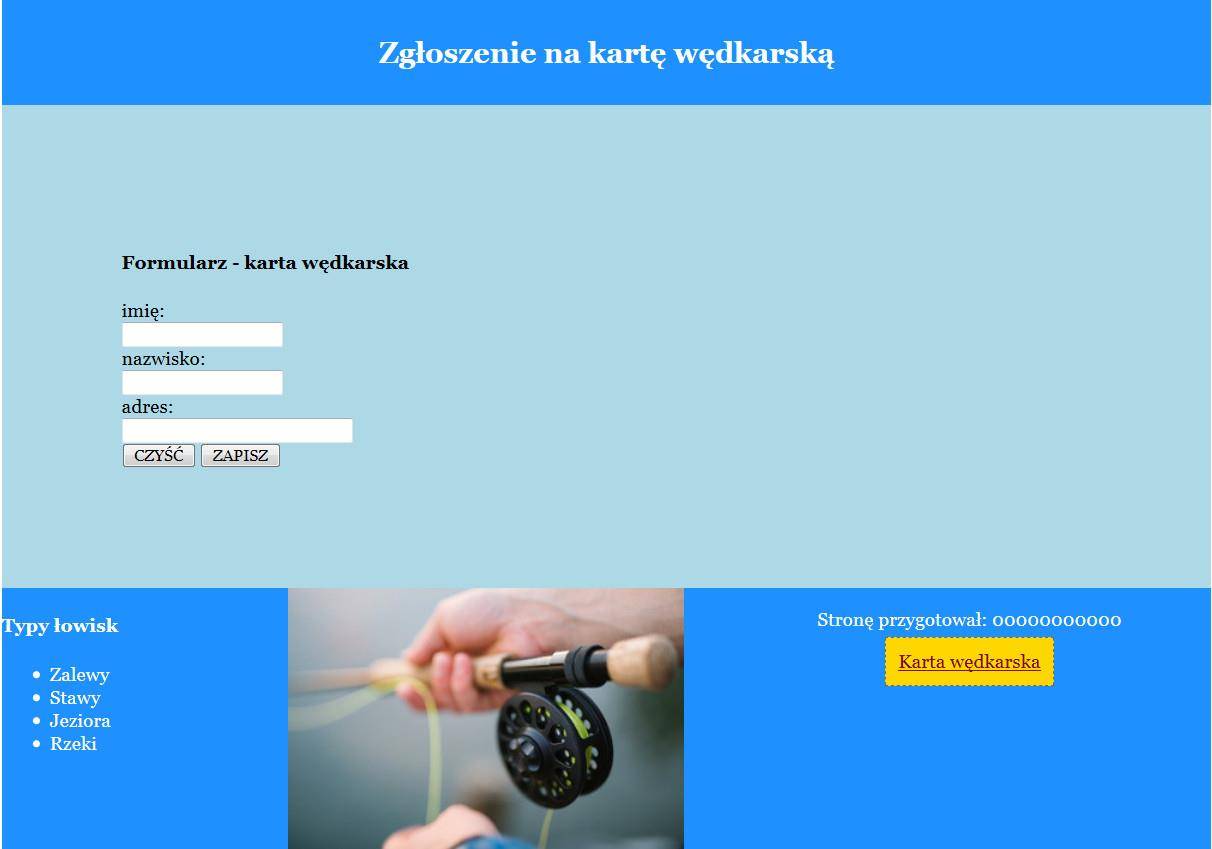 Zgłoszenie na kartę wędkarską
Formularz - karta wędkarska
imię:
nazwisko:
adres:
CZYŚĆ ZAPISZ
Typy łowisk
Zalewy
Stawy
Jeziora
Rzeki
Stronę przygotował: 00000000000
Karta wędkarska